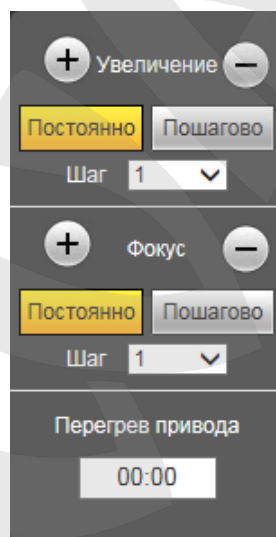 + Увеличение −
Постоянно Пошагово
Шаг 1
+ Фокус −
Постоянно Пошагово
Шаг 1
Перегрев привода
00:00